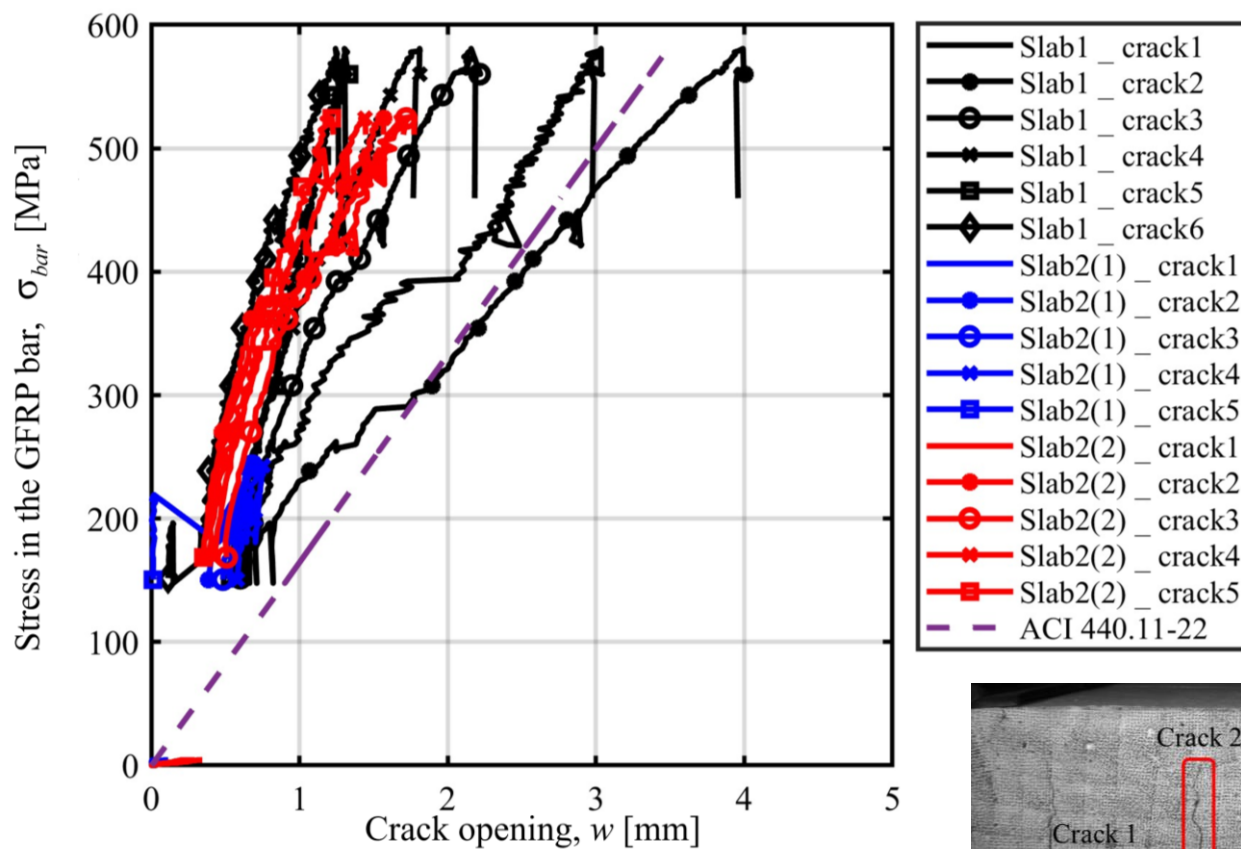 600
500
400
300
200
100
0
0 1 2 3 4 5
Stress in the GFRP bar, σbar [MPa]
Crack opening, w [mm]
Slab1 _ crack1
Slab1 _ crack2
Slab1 _ crack3
Slab1 _ crack4
Slab1 _ crack5
Slab1 _ crack6
Slab2(1) _ crack1
Slab2(1) _ crack2
Slab2(1) _ crack3
Slab2(1) _ crack4
Slab2(1) _ crack5
Slab2(2) _ crack1
Slab2(2) _ crack2
Slab2(2) _ crack3
Slab2(2) _ crack4
Slab2(2) _ crack5
ACI 440.11-22
Crack 2
Crack 1